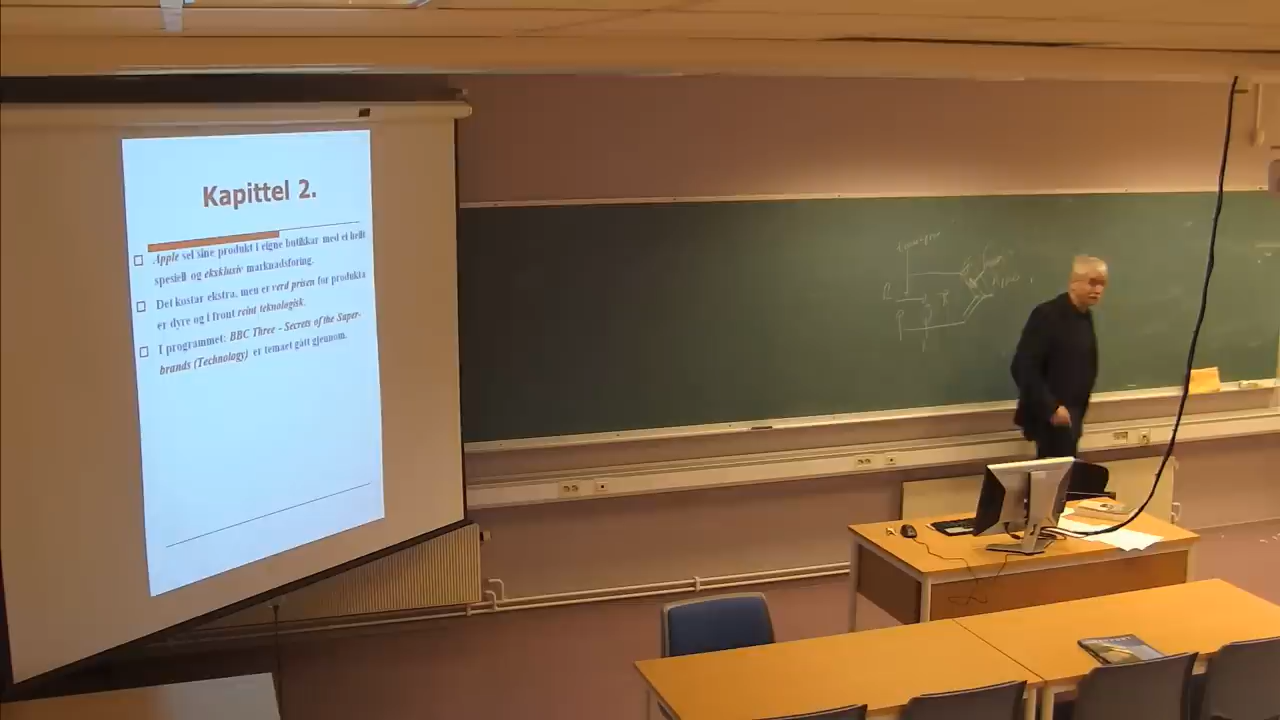 Kapittel 2.
Apple sel sine produkt i eigne butikkar med ei heilt
spesiell og eksklusiv marknadsføring.
Det kostar ekstra, men er verd prisen for produkta
er dyre og i front reint teknologisk.
I programmet: BBC Three - Secrets of the Super-
brands (Technology) er temaet gått gjennom.